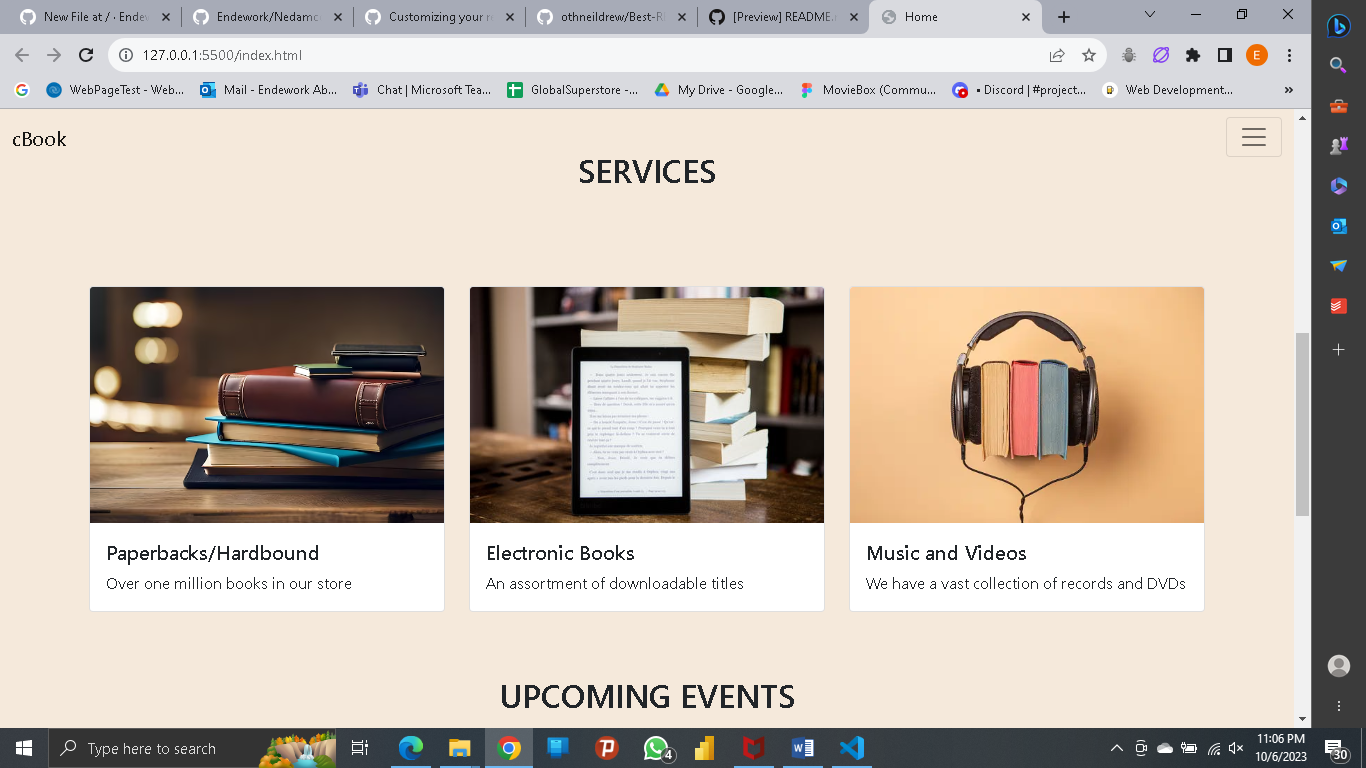 New File at / · Endew
Endework/Nedamc
Customizing your r
othneildrew/Best-R
[Preview] README.
Home
127.0.0.1:5500/index.html
E
WebPageTest - Web...
Mail - Endework Ab...
Chat | Microsoft Tea...
GlobalSuperstore -...
My Drive - Google...
MovieBox (Commu...
• Discord | #project...
Web Development...
»
cBook
SERVICES
Paperbacks/Hardbound
Over one million books in our store
Electronic Books
An assortment of downloadable titles
Music and Videos
We have a vast collection of records and DVDs
UPCOMING EVENTS
Type here to search
4
11:06 PM
10/6/2023
30